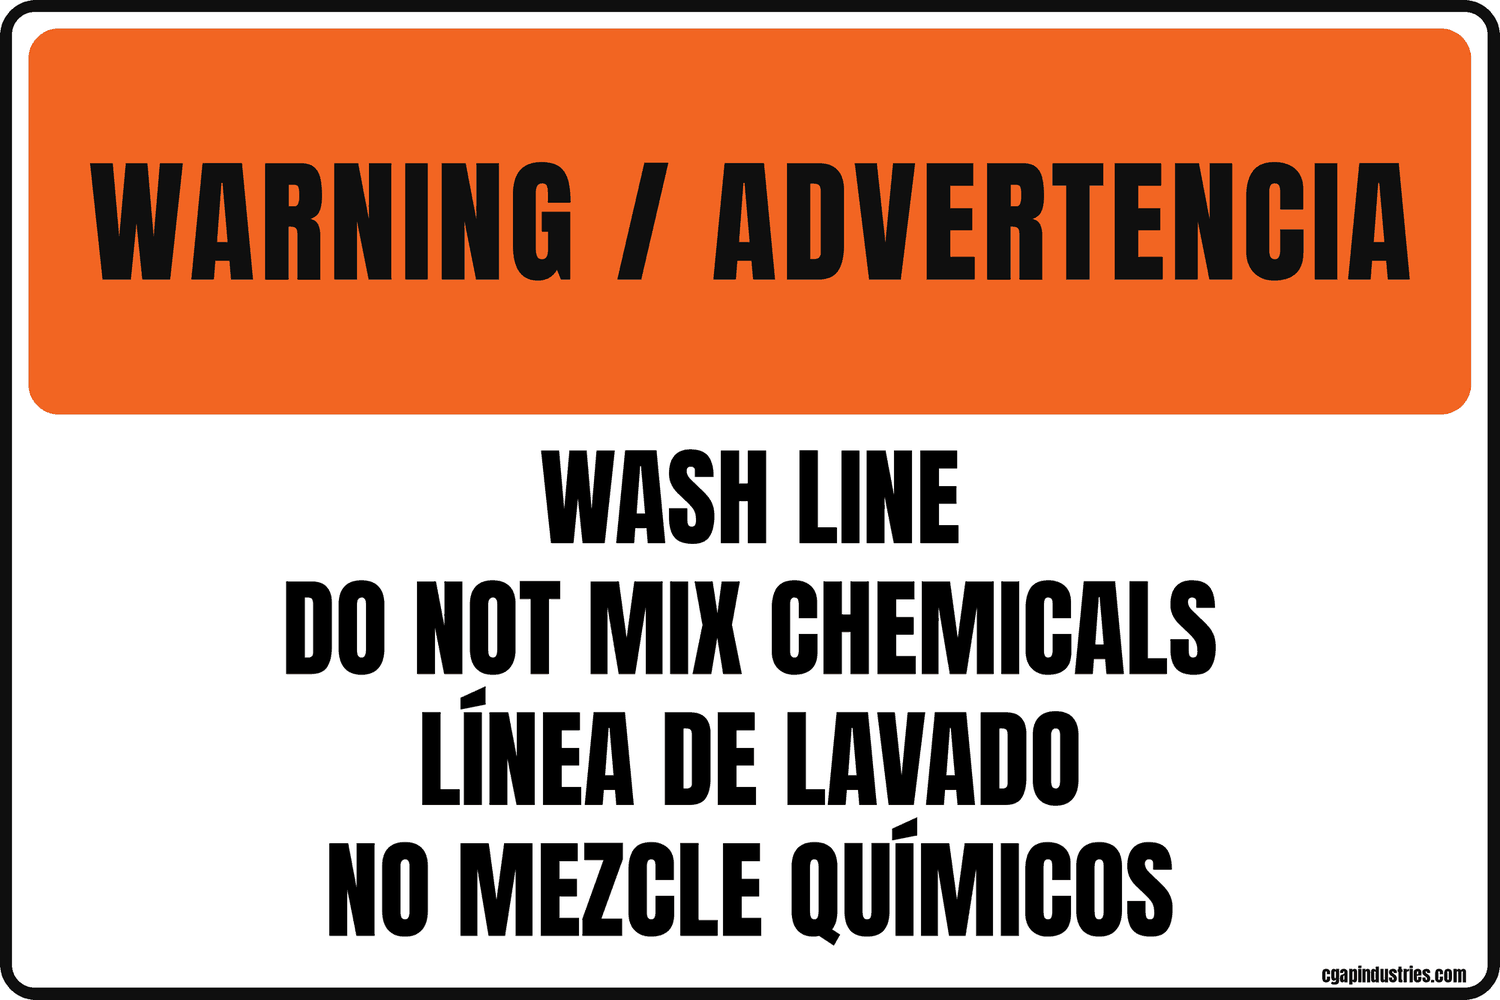 WARNING / ADVERTENCIA
WASH LINE
DO NOT MIX CHEMICALS
LÍNEA DE LAVADO
NO MEZCLE QUÍMICOS
cgapindustries.com